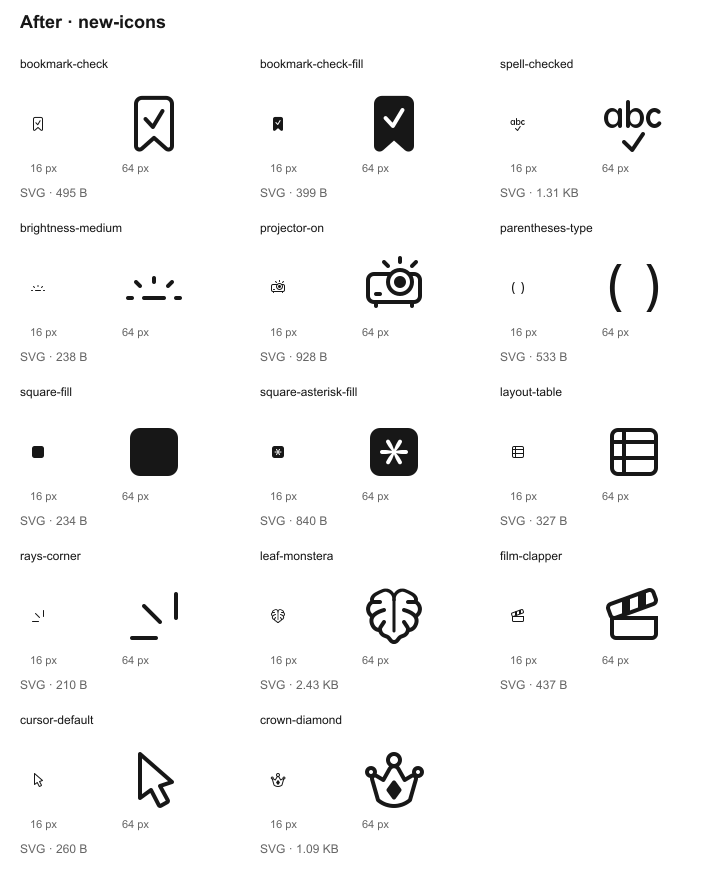 After · new-icons
bookmark-check bookmark-check-fill spell-checked
abc abc
16 px 64 px 16 px 64 px 16 px 64 px
SVG · 495 B SVG · 399 B SVG · 1.31 KB
brightness-medium projector-on parentheses-type
( ) ( )
16 px 64 px 16 px 64 px 16 px 64 px
SVG · 238 B SVG · 928 B SVG · 533 B
square-fill square-asterisk-fill layout-table
16 px 64 px 16 px 64 px 16 px 64 px
SVG · 234 B SVG · 840 B SVG · 327 B
rays-corner leaf-monstera film-clapper
16 px 64 px 16 px 64 px 16 px 64 px
SVG · 210 B SVG · 2.43 KB SVG · 437 B
cursor-default crown-diamond
16 px 64 px 16 px 64 px
SVG · 260 B SVG · 1.09 KB